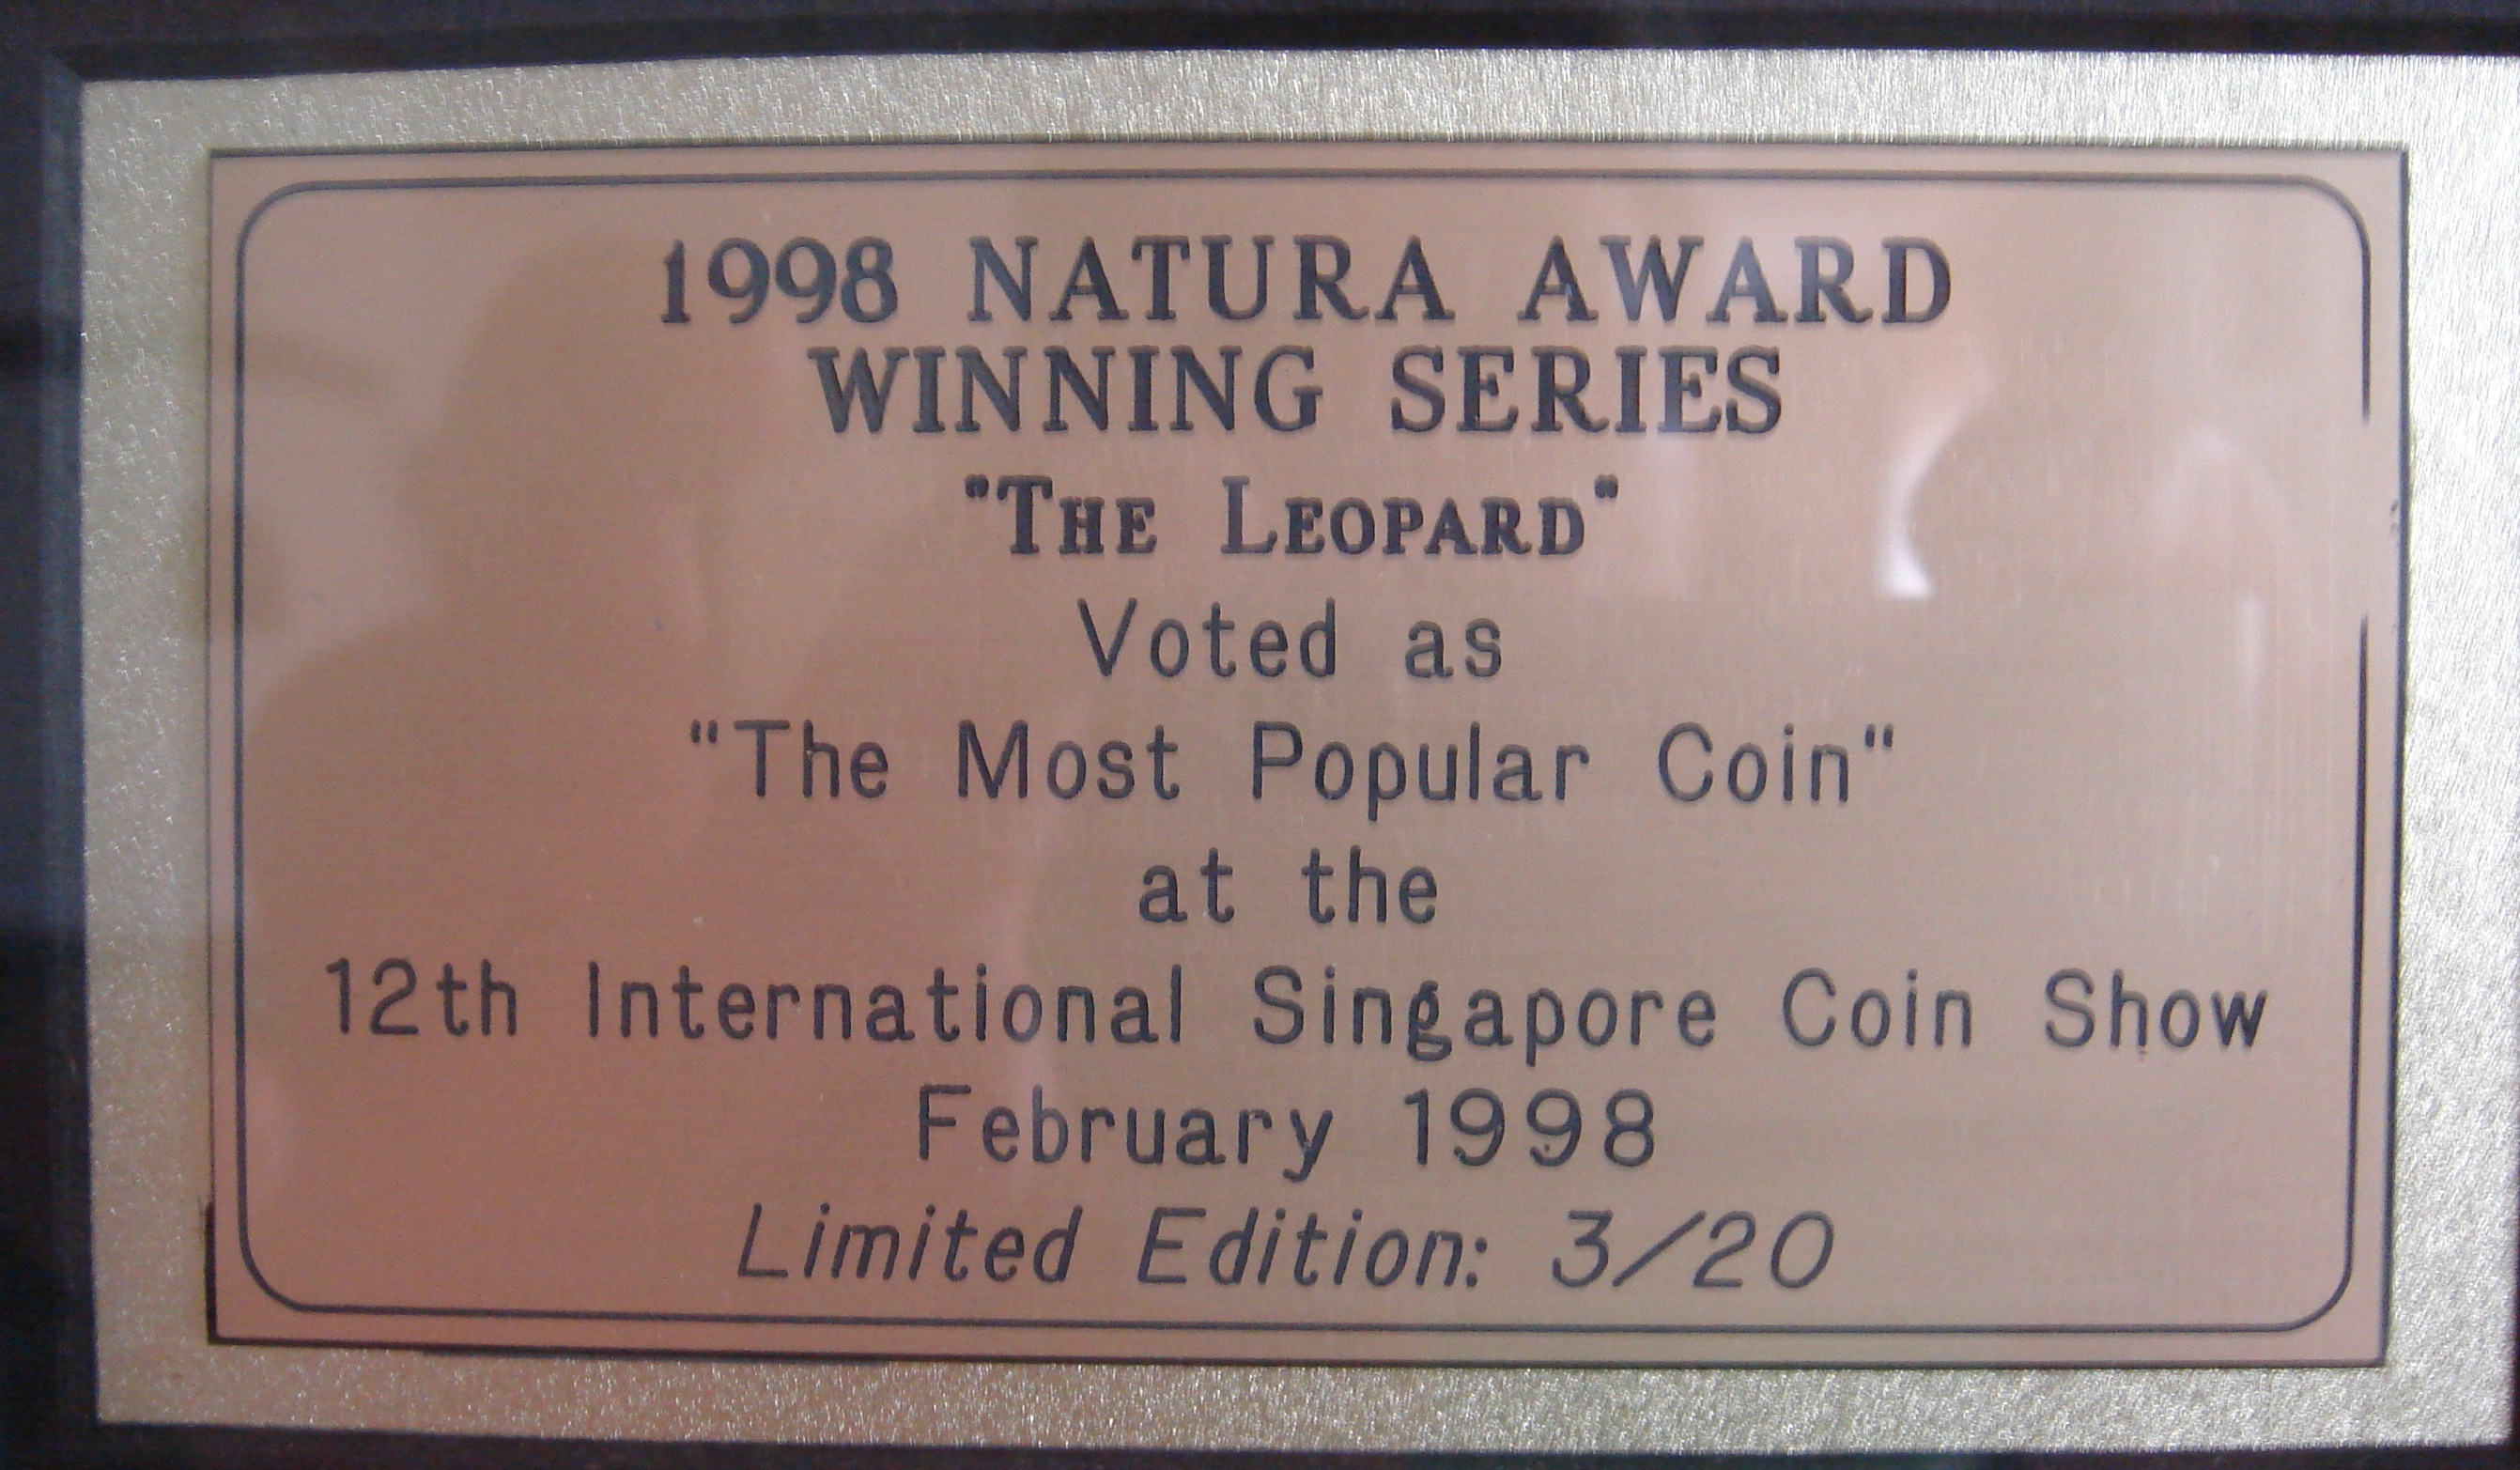 1998 NATURA AWARD
WINNING SERIES
"THE LEOPARD"
Voted as
"The Most Popular Coin"
at the
12th International Singapore Coin Show
February 1998
Limited Edition: 3/20